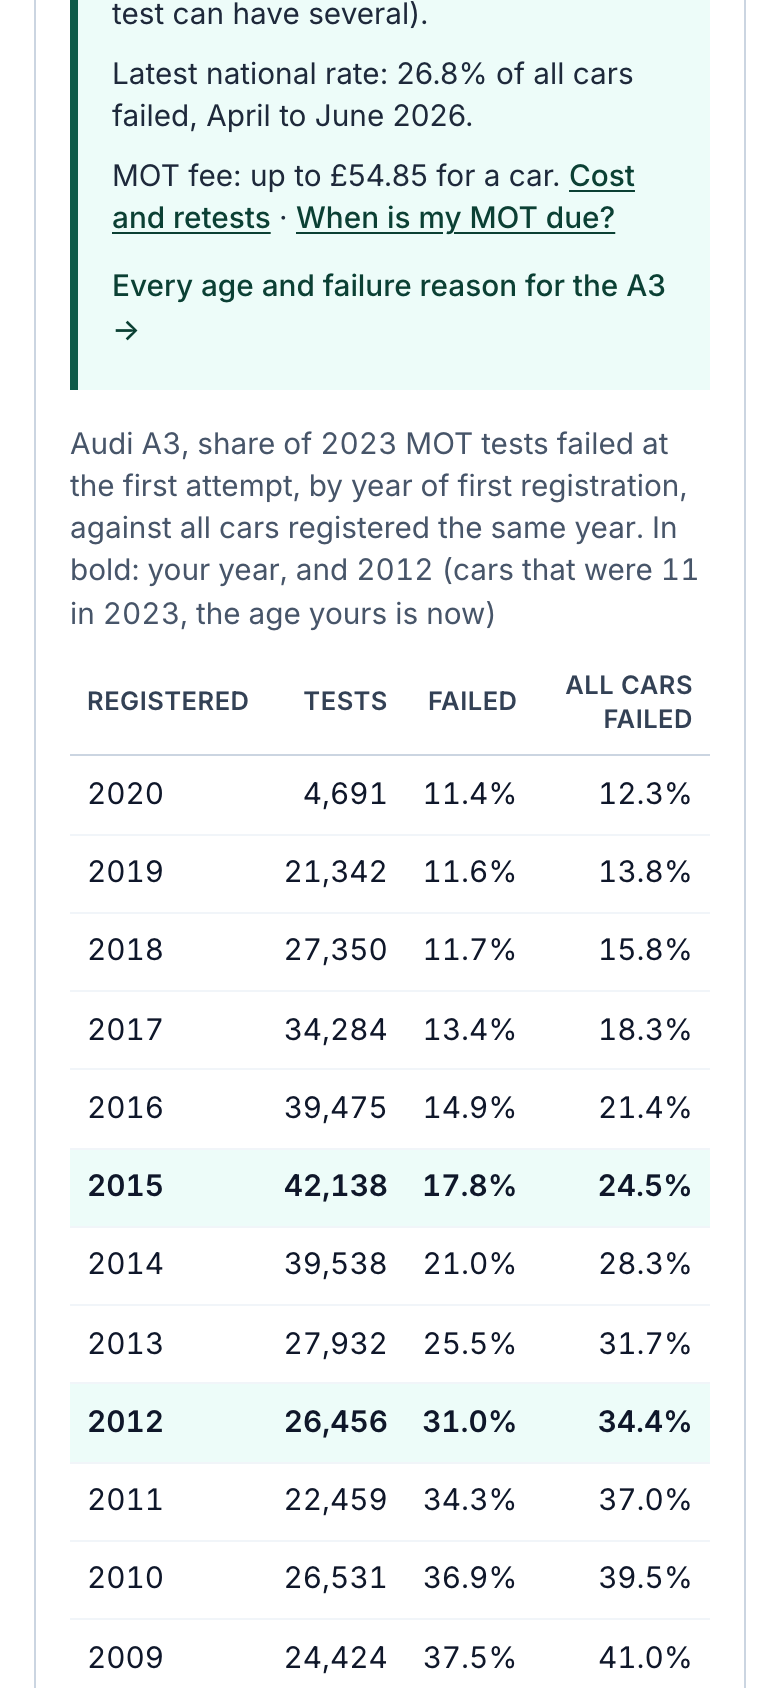 test can have several).
Latest national rate: 26.8% of all cars
failed, April to June 2026.
MOT fee: up to £54.85 for a car. Cost
and retests · When is my MOT due?
Every age and failure reason for the A3
→
Audi A3, share of 2023 MOT tests failed at
the first attempt, by year of first registration,
against all cars registered the same year. In
bold: your year, and 2012 (cars that were 11
in 2023, the age yours is now)
REGISTERED TESTS FAILED ALL CARS
FAILED
2020 4,691 11.4% 12.3%
2019 21,342 11.6% 13.8%
2018 27,350 11.7% 15.8%
2017 34,284 13.4% 18.3%
2016 39,475 14.9% 21.4%
2015 42,138 17.8% 24.5%
2014 39,538 21.0% 28.3%
2013 27,932 25.5% 31.7%
2012 26,456 31.0% 34.4%
2011 22,459 34.3% 37.0%
2010 26,531 36.9% 39.5%
2009 24,424 37.5% 41.0%